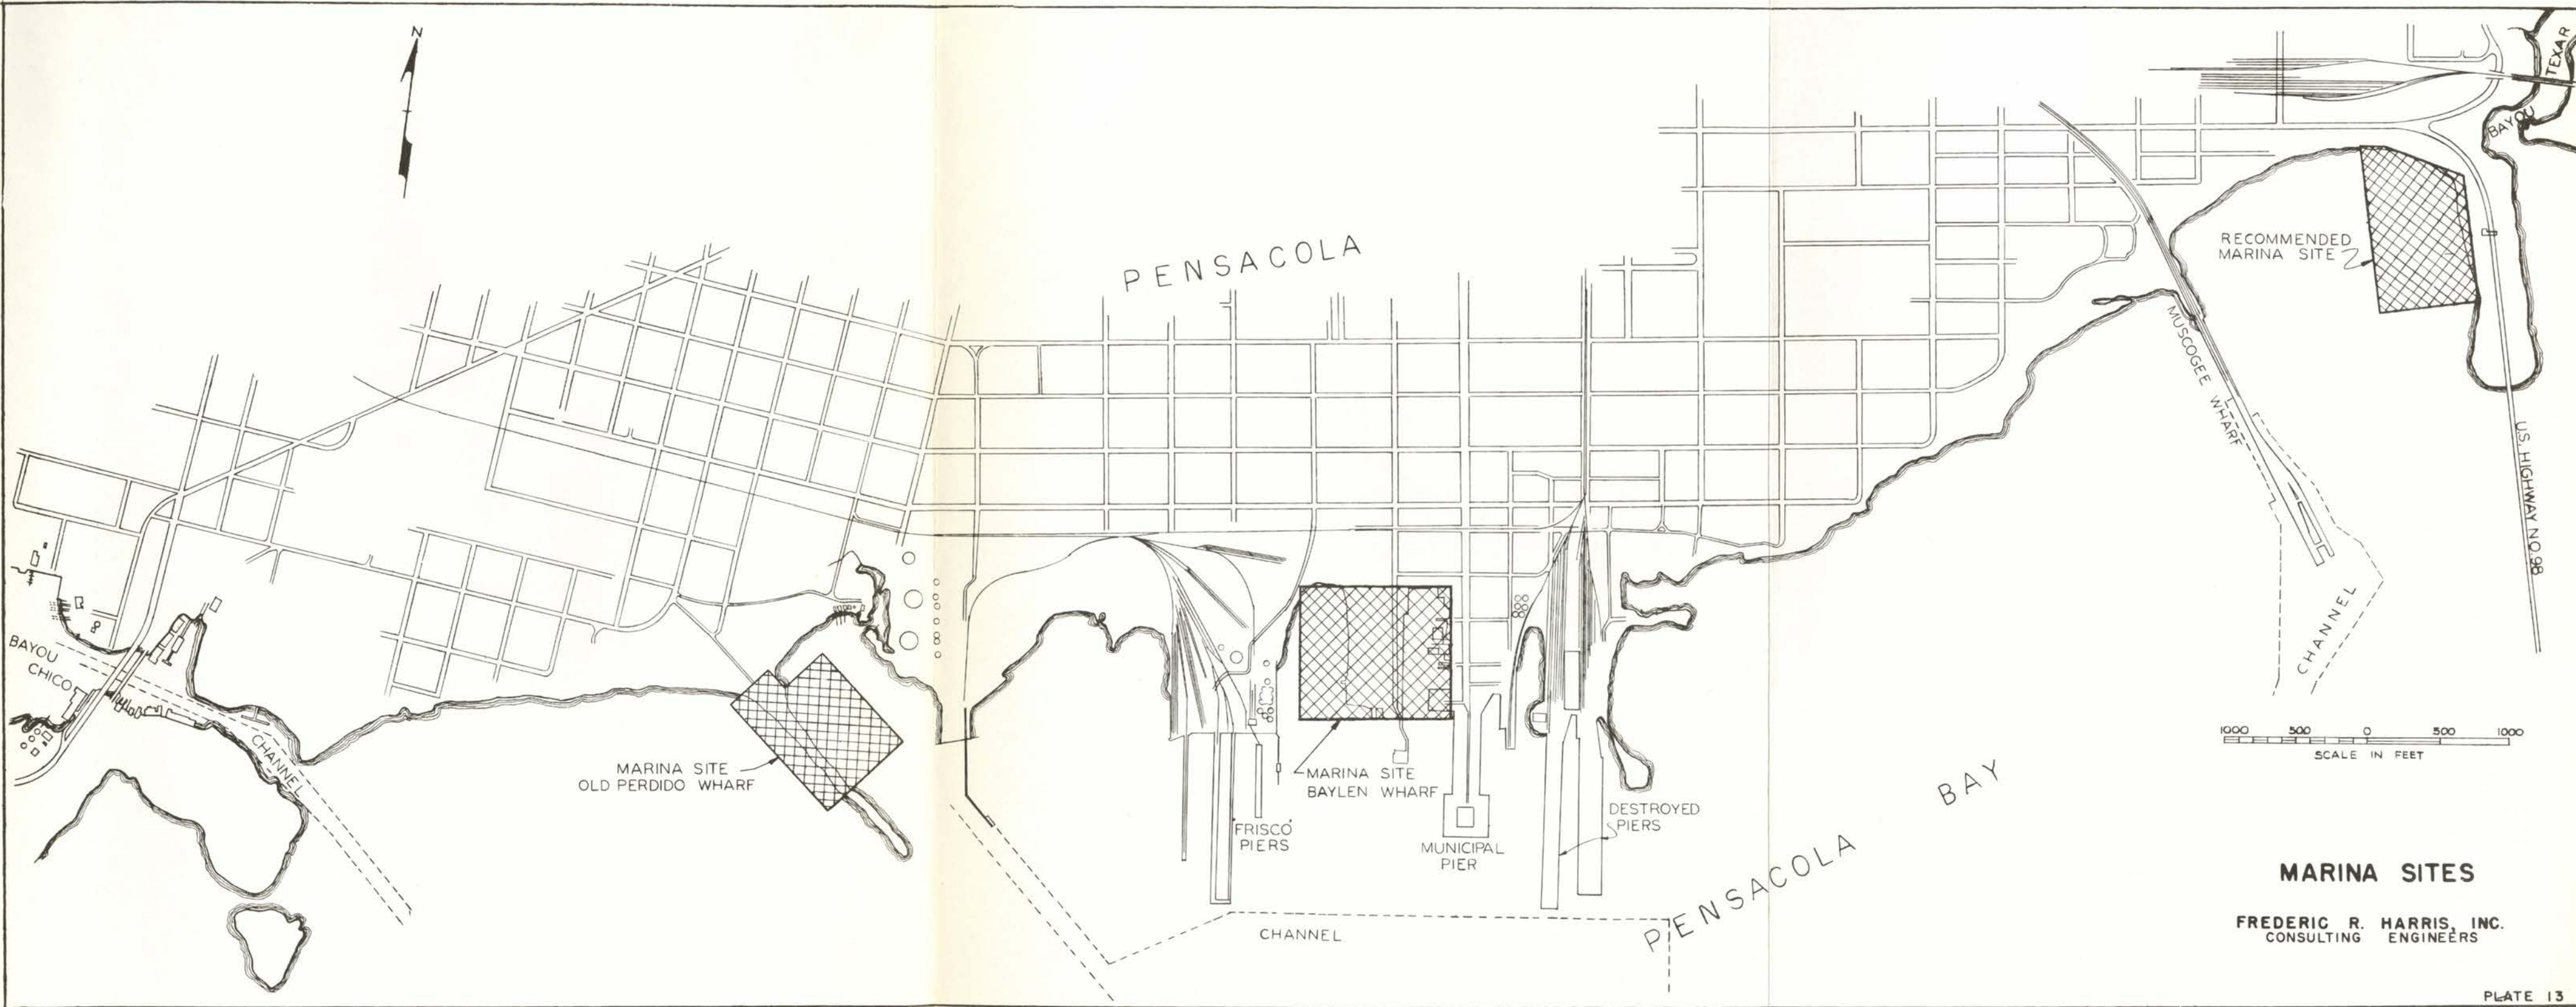 N
TEXAR
BAYOU
PENSACOLA
RECOMMENDED
MARINA SITE
MUSCOGEE WHARF
U.S. HIGHWAY NO. 98
CHANNEL
BAYOU
CHICO
CHANNEL
MARINA SITE
OLD PERDIDO WHARF
MARINA SITE
BAYLEN WHARF
FRISCO
PIERS
MUNICIPAL
PIER
DESTROYED
PIERS
CHANNEL
PENSACOLA BAY
1000 500 0 500 1000
SCALE IN FEET
MARINA SITES
FREDERIC R. HARRIS, INC.
CONSULTING ENGINEERS
PLATE 13